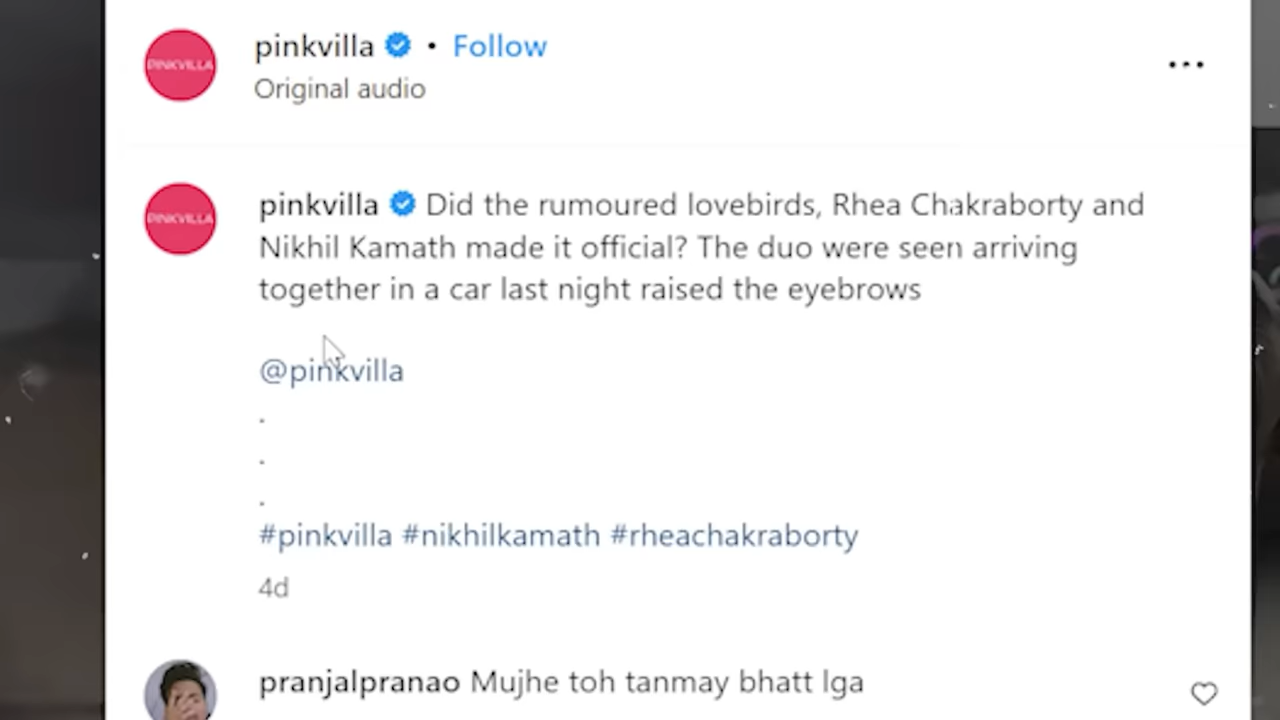 pinkvilla • Follow
PINKVILLA
Original audio
PINKVILLA
pinkvilla Did the rumoured lovebirds, Rhea Chakraborty and
Nikhil Kamath made it official? The duo were seen arriving
together in a car last night raised the eyebrows
@pinkvilla
.
.
.
#pinkvilla #nikhilkamath #rheachakraborty
4d
pranjalpranao Mujhe toh tanmay bhatt lga